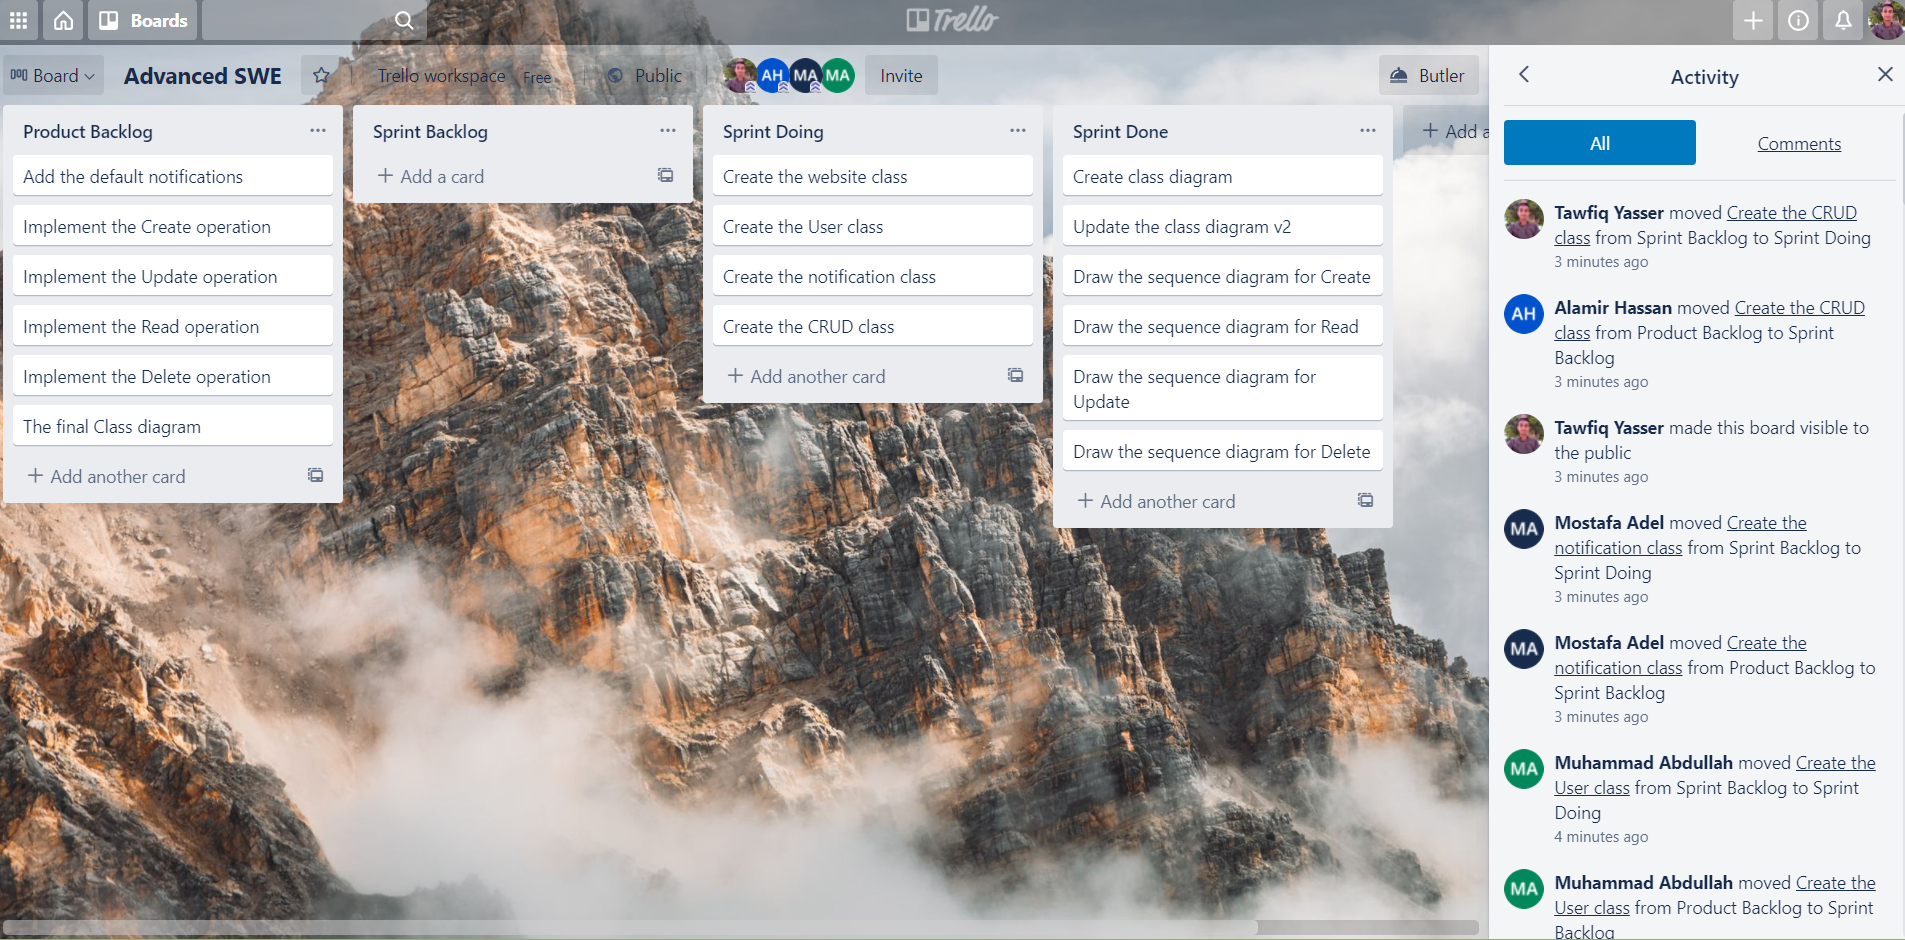 Boards
Trello
Board
Advanced SWE
Trello workspace Free
Public
AH
MA
MA
Invite
Butler
Product Backlog
Add the default notifications
Implement the Create operation
Implement the Update operation
Implement the Read operation
Implement the Delete operation
The final Class diagram
+ Add another card
Sprint Backlog
+ Add a card
Sprint Doing
Create the website class
Create the User class
Create the notification class
Create the CRUD class
+ Add another card
Sprint Done
Create class diagram
Update the class diagram v2
Draw the sequence diagram for Create
Draw the sequence diagram for Read
Draw the sequence diagram for
Update
Draw the sequence diagram for Delete
+ Add another card
+ Add a
Activity
All
Comments
Tawfiq Yasser moved Create the CRUD
class from Sprint Backlog to Sprint Doing
3 minutes ago
AH
Alamir Hassan moved Create the CRUD
class from Product Backlog to Sprint
Backlog
3 minutes ago
Tawfiq Yasser made this board visible to
the public
3 minutes ago
MA
Mostafa Adel moved Create the
notification class from Sprint Backlog to
Sprint Doing
3 minutes ago
MA
Mostafa Adel moved Create the
notification class from Product Backlog to
Sprint Backlog
3 minutes ago
MA
Muhammad Abdullah moved Create the
User class from Sprint Backlog to Sprint
Doing
4 minutes ago
MA
Muhammad Abdullah moved Create the
User class from Product Backlog to Sprint
Backlog